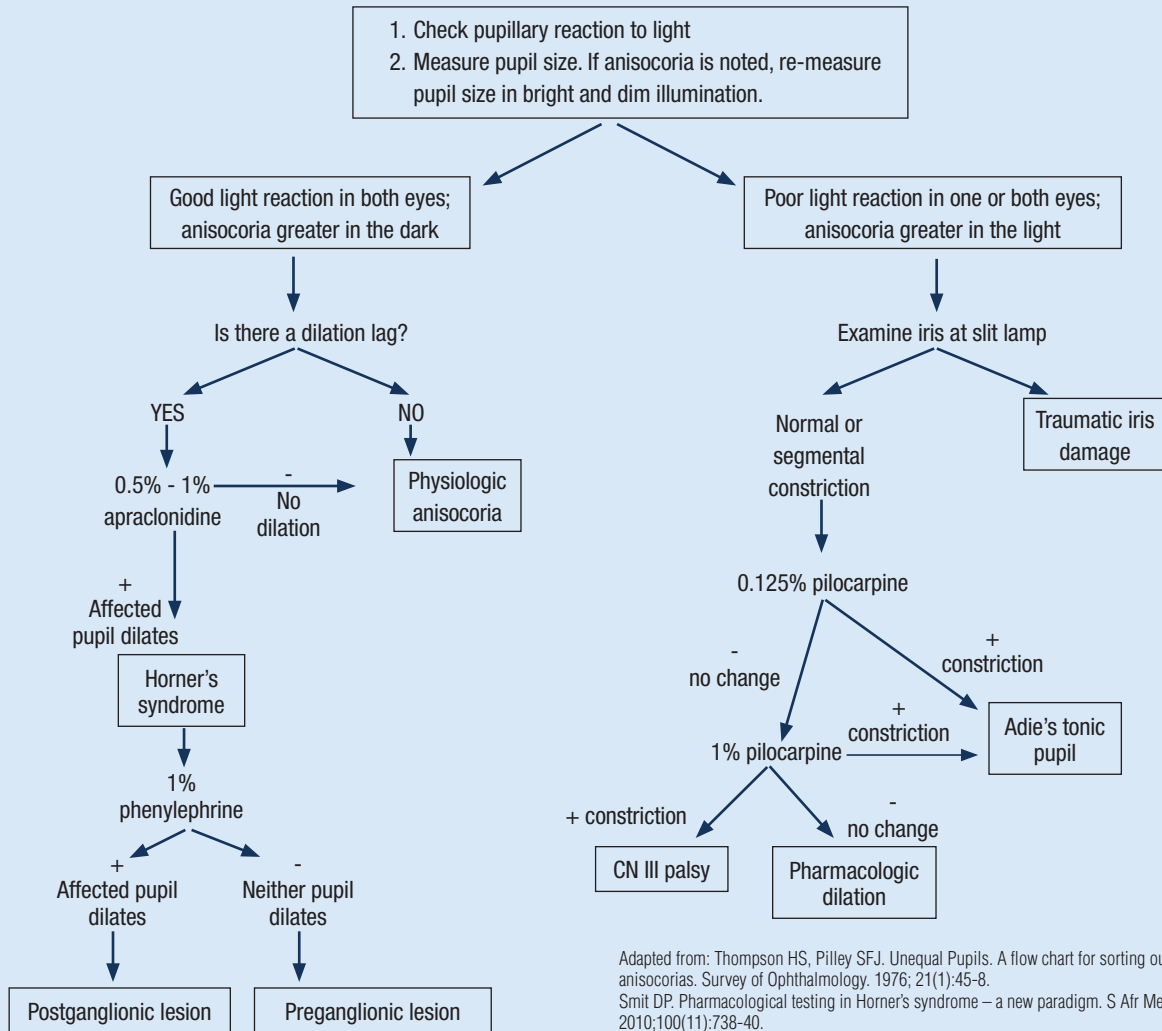 1. Check pupillary reaction to light
2. Measure pupil size. If anisocoria is noted, re-measure
pupil size in bright and dim illumination.
Good light reaction in both eyes;
anisocoria greater in the dark
Poor light reaction in one or both eyes;
anisocoria greater in the light
Is there a dilation lag?
Examine iris at slit lamp
YES
NO
Normal or
segmental
constriction
Traumatic iris
damage
0.5% - 1%
apraclonidine
-
No
dilation
Physiologic
anisocoria
+
Affected
pupil dilates
0.125% pilocarpine
-
no change
+
constriction
Horner's
syndrome
1% pilocarpine
+
constriction
Adie's tonic
pupil
1%
phenylephrine
+ constriction
-
no change
+
Affected pupil
dilates
-
Neither pupil
dilates
CN III palsy
Pharmacologic
dilation
Postganglionic lesion
Preganglionic lesion
Adapted from: Thompson HS, Pilley SFJ. Unequal Pupils. A flow chart for sorting
anisocorias. Survey of Ophthalmology. 1976; 21(1):45-8.
Smit DP. Pharmacological testing in Horner's syndrome – a new paradigm. S Afr
2010;100(11):738-40.